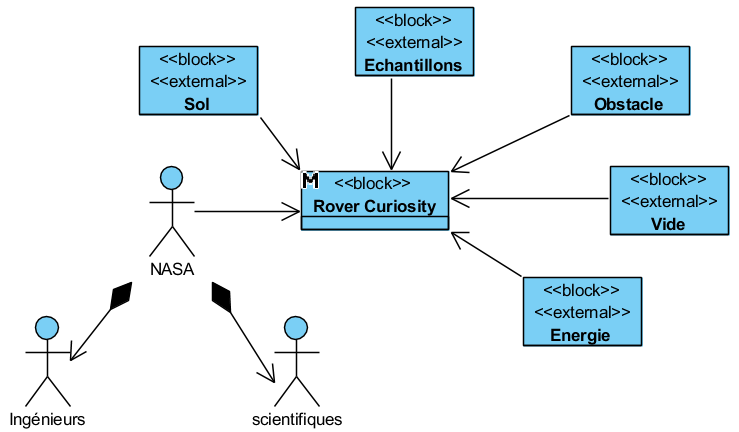 <<block>>
<<external>>
Echantillons
<<block>>
<<external>>
Sol
<<block>>
<<external>>
Obstacle
M
<<block>>
Rover Curiosity
<<block>>
<<external>>
Vide
NASA
<<block>>
<<external>>
Energie
Ingénieurs
scientifiques